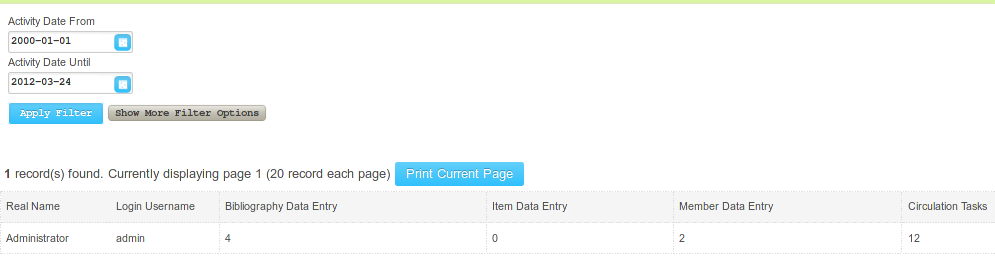 Activity Date From
2000-01-01
Activity Date Until
2012-03-24
Apply Filter Show More Filter Options
1 record(s) found. Currently displaying page 1 (20 record each page) Print Current Page
Real Name Login Username Bibliography Data Entry Item Data Entry Member Data Entry Circulation Tasks
Administrator admin 4 0 2 12